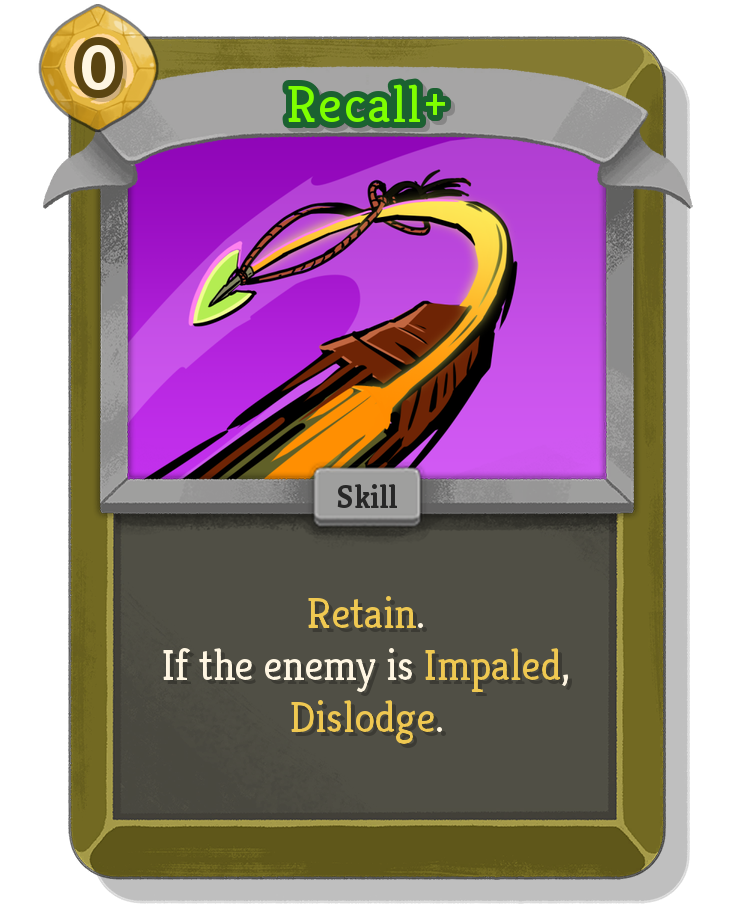 0
Recall+
Skill
Retain.
If the enemy is Impaled,
Dislodge.